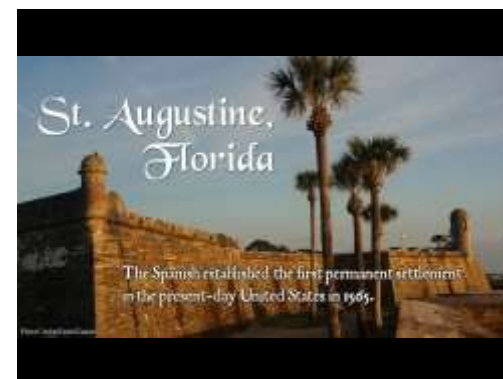 St. Augustine,
Florida
The Spanish established the first permanent settlement
in the present-day United States in 1565.